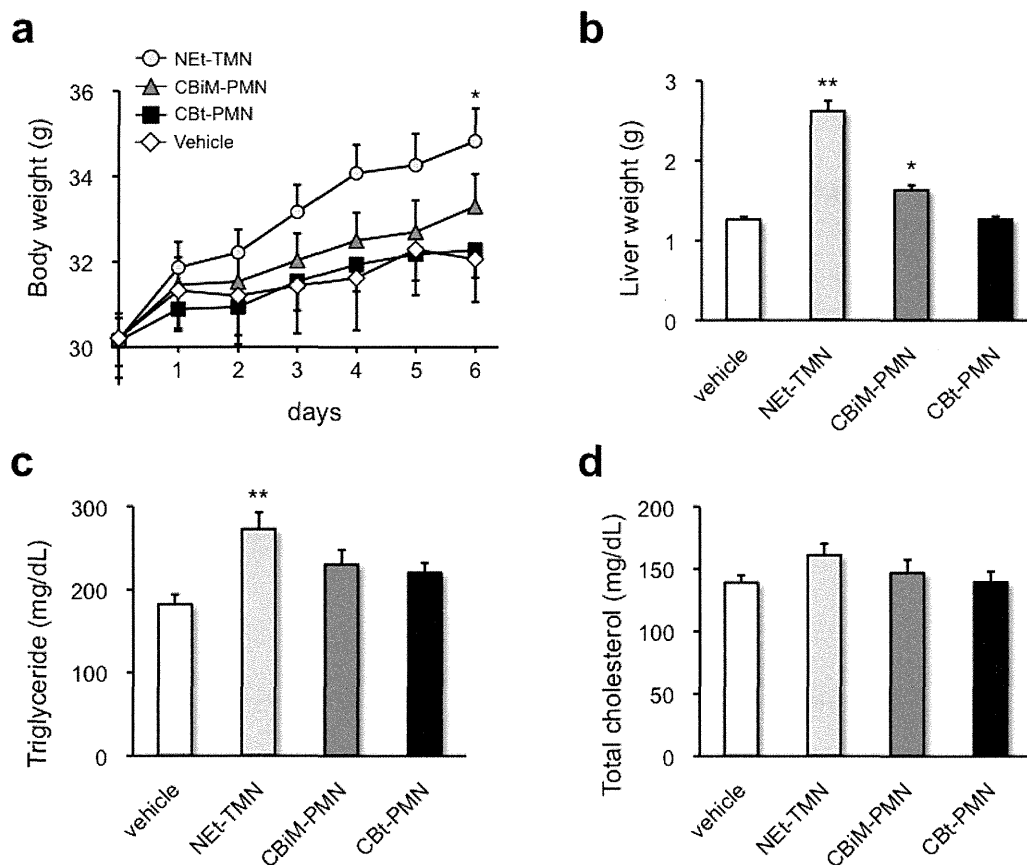 a
NEt-TMN
CBiM-PMN
CBt-PMN
Vehicle
Body weight (g)
36
34
32
30
*
1 2 3 4 5 6
days
b
Liver weight (g)
3
2
1
0
**
*
vehicle
NEt-TMN
CBiM-PMN
CBt-PMN
c
Triglyceride (mg/dL)
300
200
100
0
**
vehicle
NEt-TMN
CBiM-PMN
CBt-PMN
d
Total cholesterol (mg/dL)
200
150
100
50
0
vehicle
NEt-TMN
CBiM-PMN
CBt-PMN